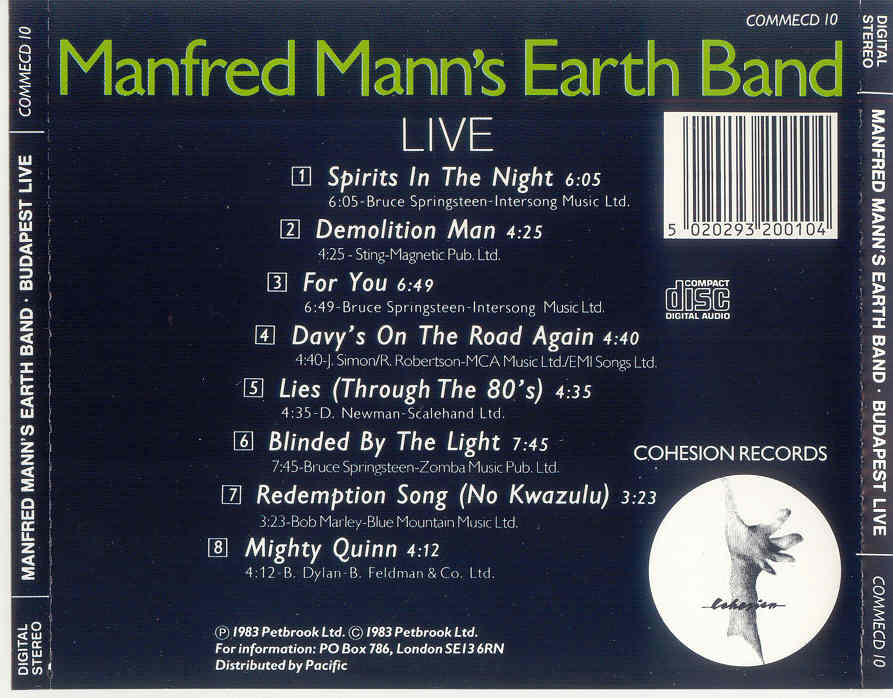 COMMECD 10
Manfred Mann's Earth Band
LIVE
1 Spirits In The Night 6:05
6:05-Bruce Springsteen-Intersong Music Ltd.
2 Demolition Man 4:25
4:25 - Sting-Magnetic Pub. Ltd.
3 For You 6:49
6:49-Bruce Springsteen-Intersong Music Ltd.
4 Davy's On The Road Again 4:40
4:40-J. Simon/R. Robertson-MCA Music Ltd./EMI Songs Ltd.
5 Lies (Through The 80's) 4:35
4:35-D. Newman-Scalehand Ltd.
6 Blinded By The Light 7:45
7:45-Bruce Springsteen-Zomba Music Pub. Ltd.
7 Redemption Song (No Kwazulu) 3:23
3:23-Bob Marley-Blue Mountain Music Ltd.
8 Mighty Quinn 4:12
4:12-B. Dylan-B. Feldman & Co. Ltd.
5 020293 200104
COMPACT
disc
DIGITAL AUDIO
COHESION RECORDS
Cohesion
Ⓟ 1983 Petbrook Ltd. © 1983 Petbrook Ltd.
For information: PO Box 786, London SE13 6RN
Distributed by Pacific
COMMECD 10
MANFRED MANN'S EARTH BAND · BUDAPEST LIVE
DIGITAL
STEREO
DIGITAL
STEREO
MANFRED MANN'S EARTH BAND · BUDAPEST LIVE
COMMECD 10